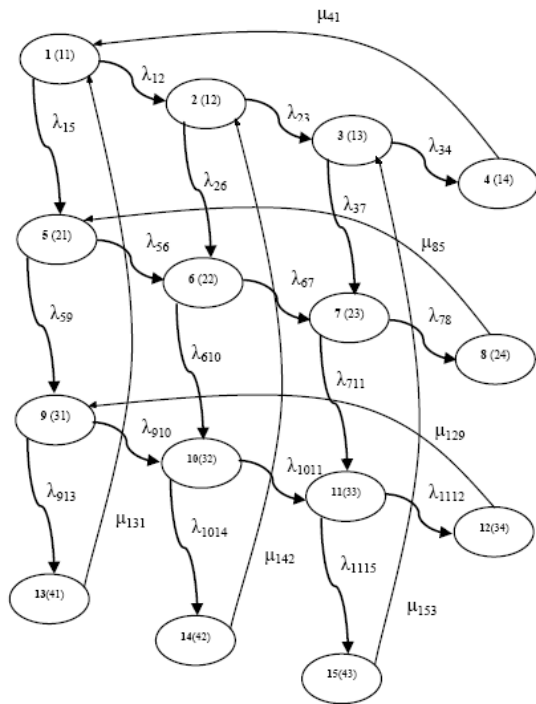 μ41
1 (11)
λ12
2 (12)
λ23
3 (13)
λ34
4 (14)
λ15
λ26
λ37
μ85
5 (21)
λ56
6 (22)
λ67
7 (23)
λ78
8 (24)
λ59
λ610
λ711
μ129
9 (31)
λ910
10(32)
λ1011
11(33)
λ1112
12(34)
λ913
μ131
λ1014
μ142
λ1115
μ153
13(41)
14(42)
15(43)